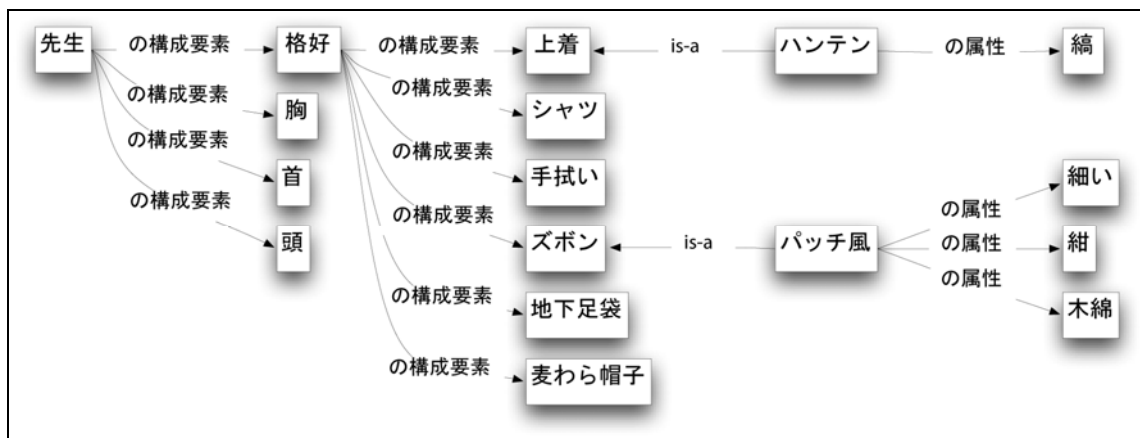 先生 の構成要素 格好 の構成要素 上着 is-a ハンテン の属性 縞
の構成要素 胸 の構成要素 シャツ
の構成要素 首 の構成要素 手拭い 細い
の構成要素 頭 の構成要素 ズボン is-a パッチ風 の属性 の属性 紺
の構成要素 地下足袋 の属性 木綿
の構成要素 麦わら帽子